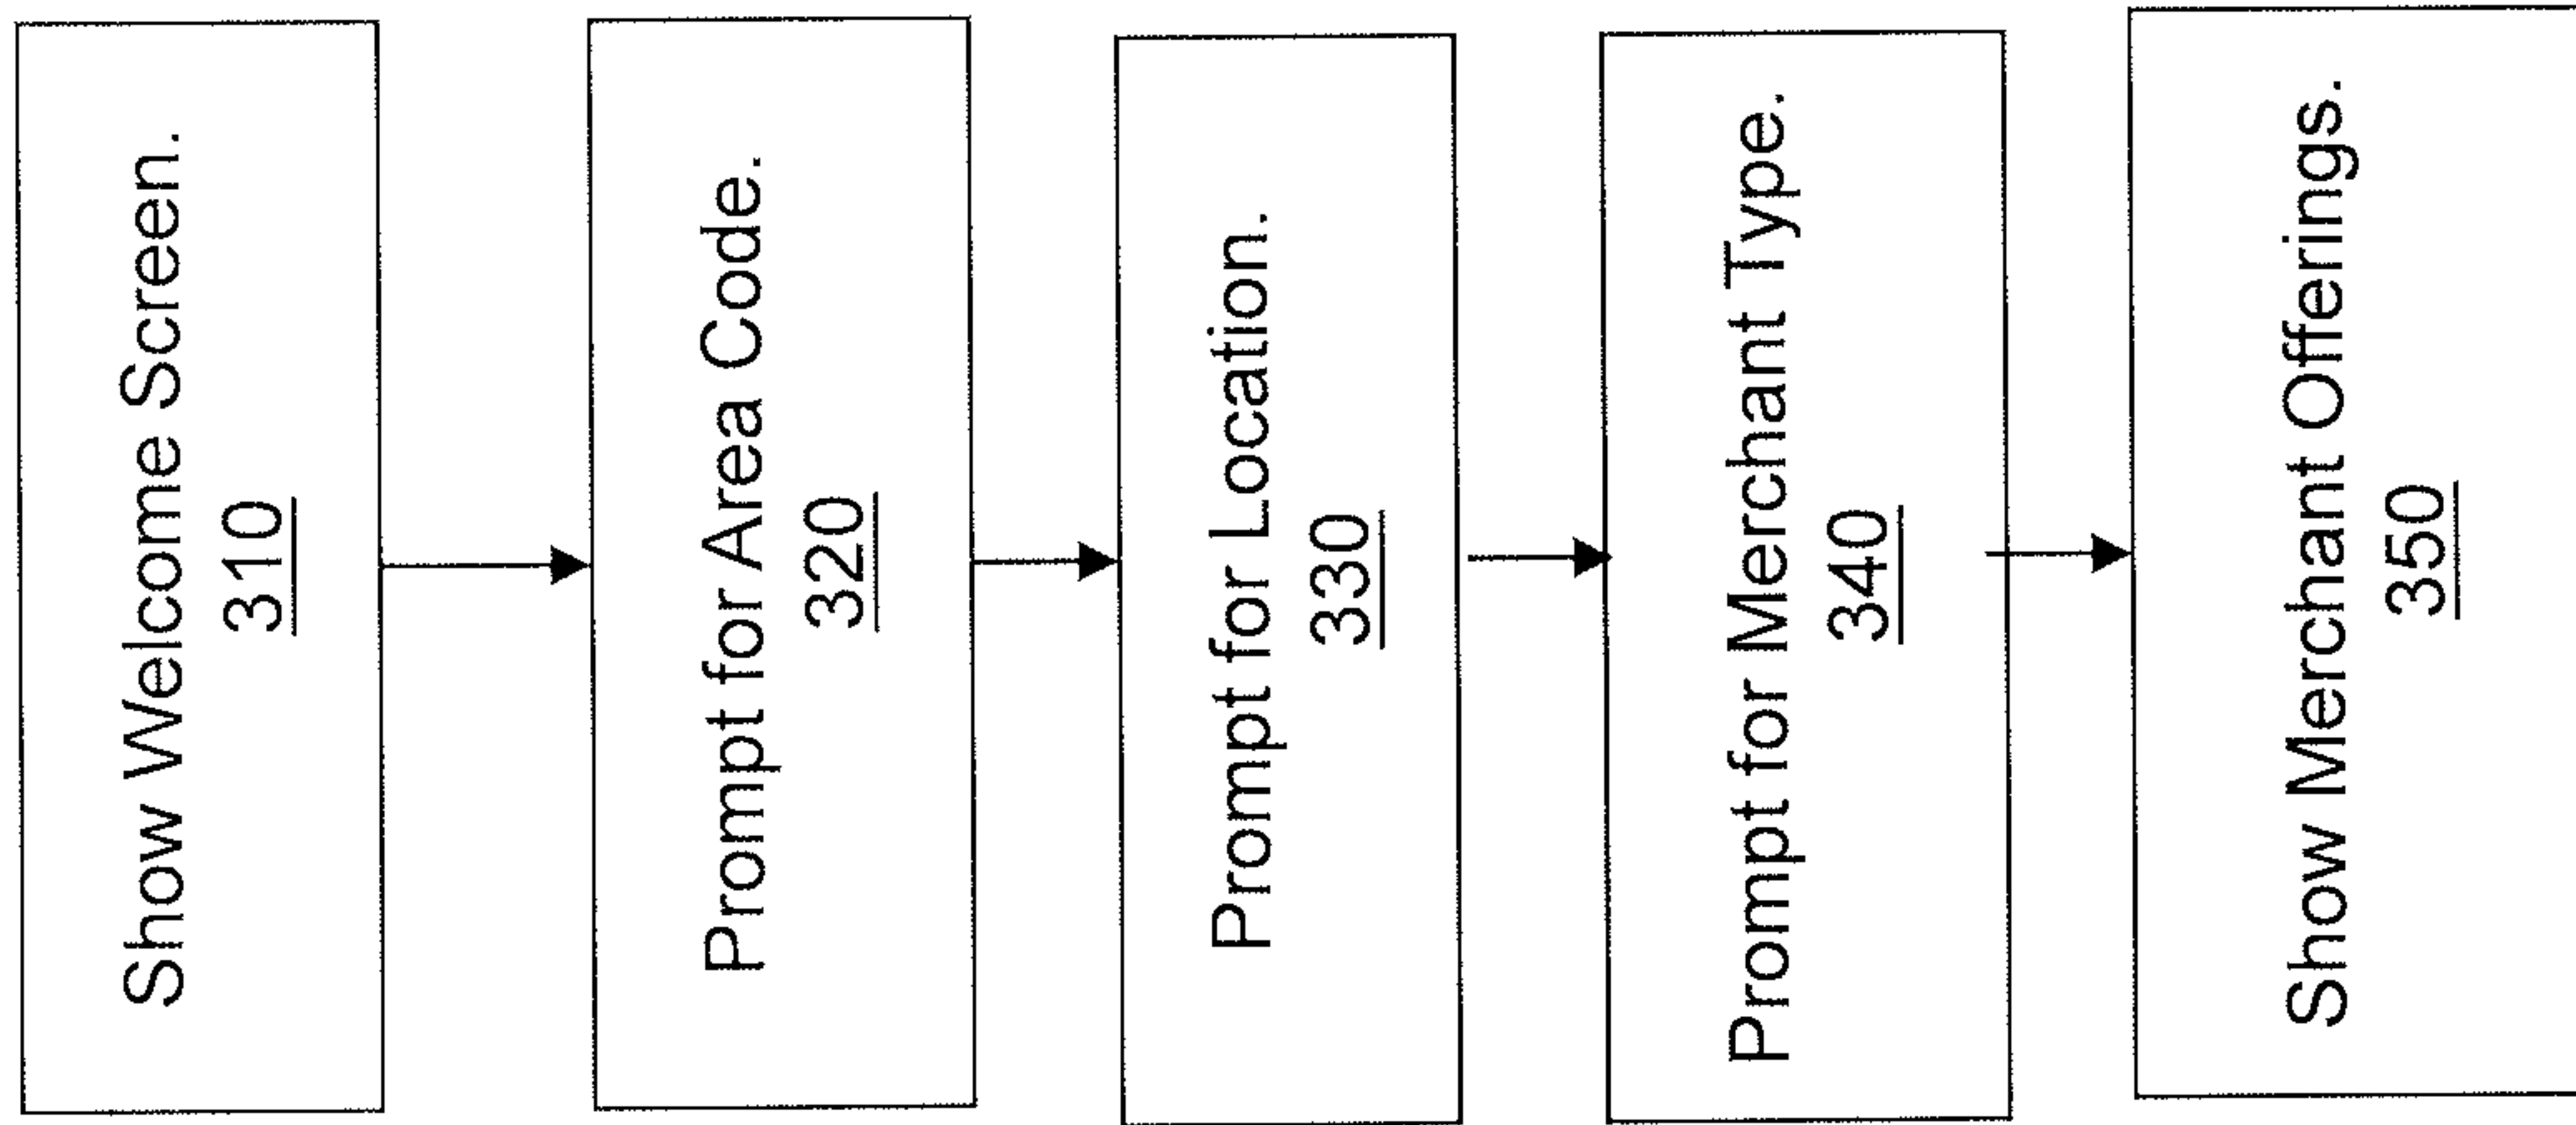 Show Welcome Screen.
310
Prompt for Area Code.
320
Prompt for Location.
330
Prompt for Merchant Type.
340
Show Merchant Offerings.
350